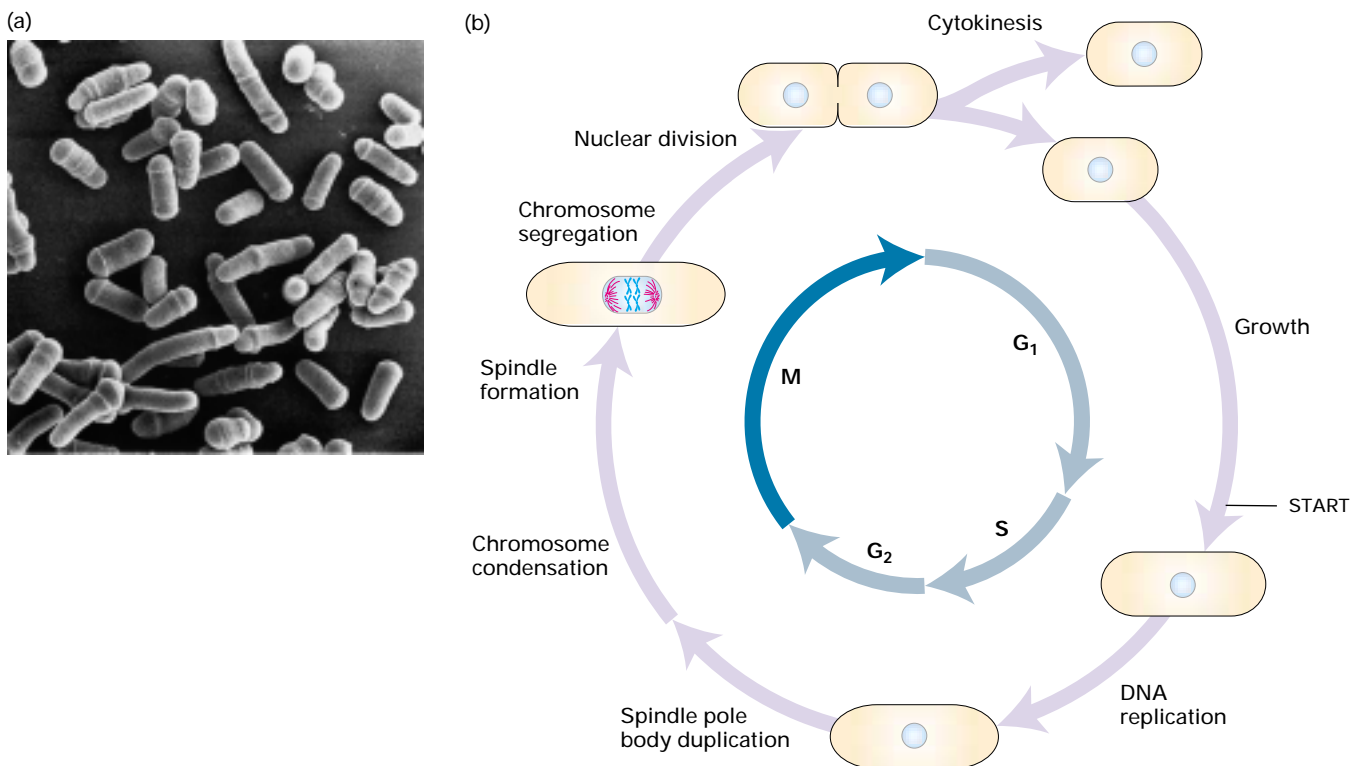 (a)
(b)
Cytokinesis
Nuclear division
Chromosome
segregation
Spindle
formation
Chromosome
condensation
Spindle pole
body duplication
DNA
replication
START
Growth
M
G₁
S
G₂